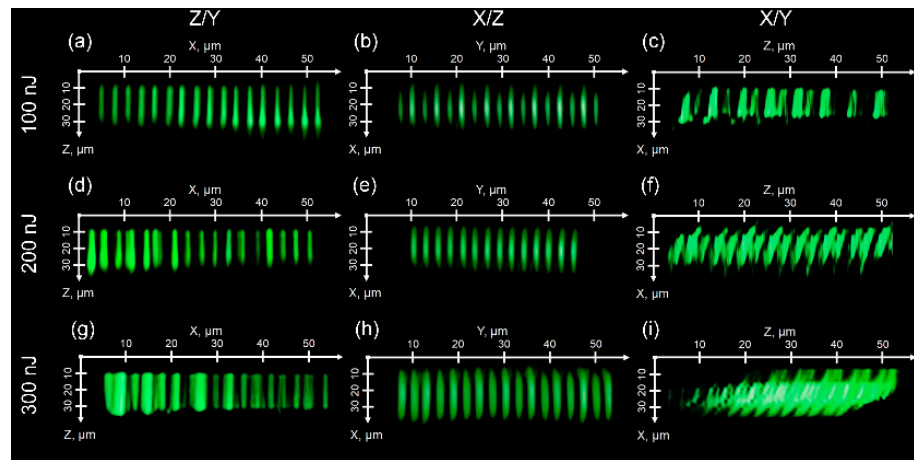 Z/Y X/Z X/Y
100 nJ
(a) X, µm
10 20 30 40 50
10 20 30
Z, µm
(b) Y, µm
10 20 30 40 50
10 20 30
X, µm
(c) Z, µm
10 20 30 40 50
10 20 30
X, µm
200 nJ
(d) X, µm
10 20 30 40 50
10 20 30
Z, µm
(e) Y, µm
10 20 30 40 50
10 20 30
X, µm
(f) Z, µm
10 20 30 40 50
10 20 30
X, µm
300 nJ
(g) X, µm
10 20 30 40 50
10 20 30
Z, µm
(h) Y, µm
10 20 30 40 50
10 20 30
X, µm
(i) Z, µm
10 20 30 40 50
10 20 30
X, µm